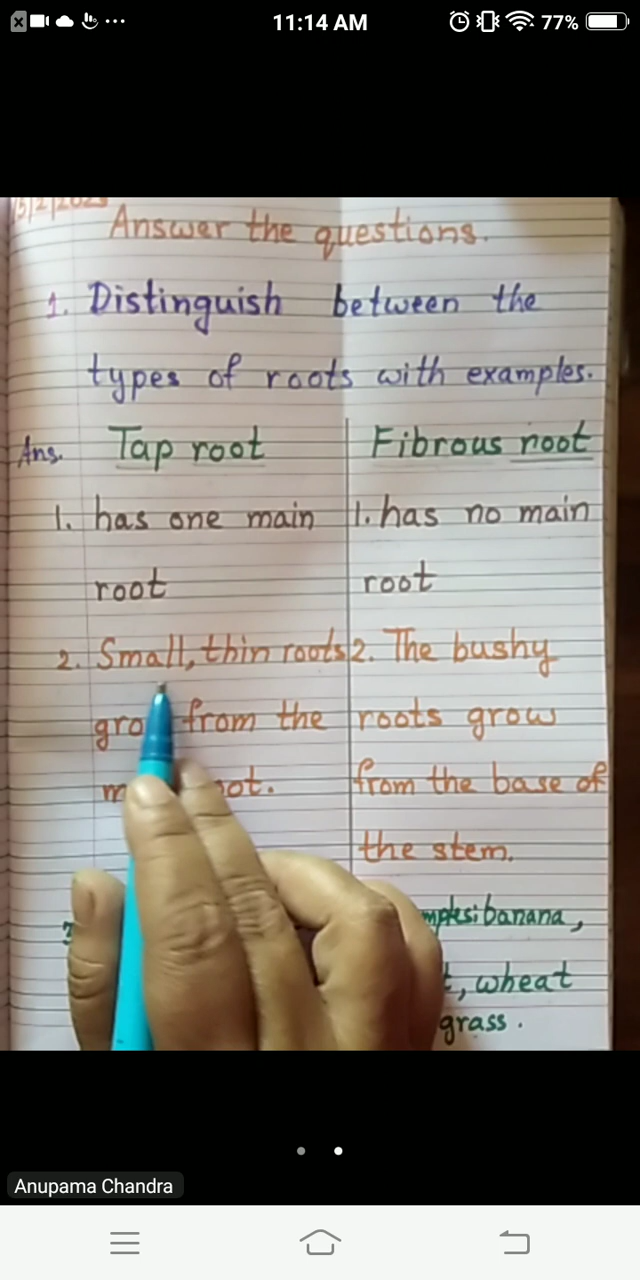 11:14 AM
77%
Answer the questions.
1. Distinguish between the
types of roots with examples.
Ans. Tap root
1. has one main
root
2. Small, thin roots
from the
Fibrous root
1. has no main
root
2. The bushy
roots grow
from the base of
the stem.
banana,
, wheat
grass.
Anupama Chandra